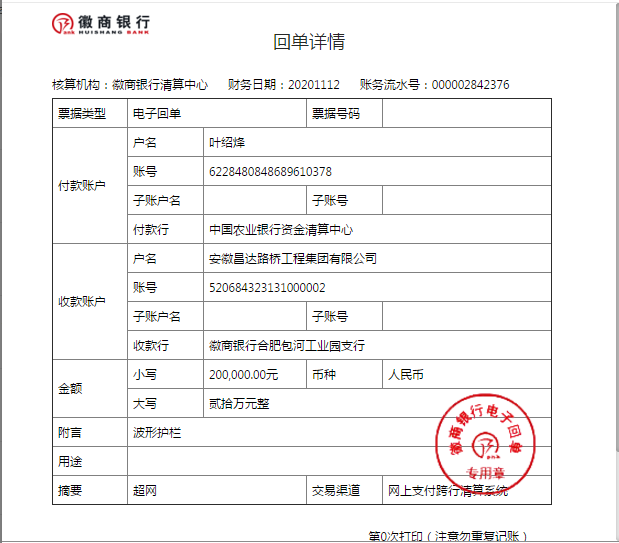 徽商银行
HUISHANG BANK
回单详情
核算机构：徽商银行清算中心 财务日期：20201112 账务流水号：000002842376
票据类型 电子回单 票据号码
付款账户
户名 叶绍烽
账号 6228480848689610378
子账户名 子账号
付款行 中国农业银行资金清算中心
收款账户
户名 安徽昌达路桥工程集团有限公司
账号 520684323131000002
子账户名 子账号
收款行 徽商银行合肥包河工业园支行
金额
小写 200,000.00元 币种 人民币
大写 贰拾万元整
附言 波形护栏
用途
摘要 超网 交易渠道 网上支付跨行清算系统
徽商银行电子回单
Bank
专用章
第0次打印（注意勿重复记账）